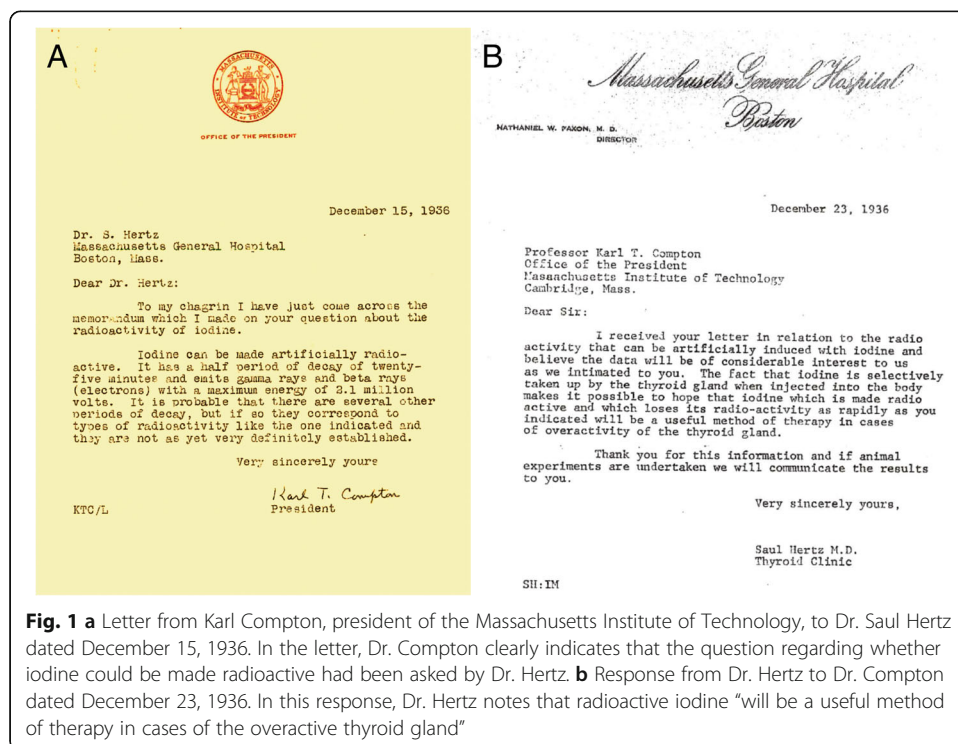 A
MASSACHUSETTS INSTITUTE OF TECHNOLOGY
OFFICE OF THE PRESIDENT
December 15, 1936
Dr. S. Hertz
Massachusetts General Hospital
Boston, Mass.
Dear Dr. Hertz:
To my chagrin I have just come across the
memorandum which I made on your question about the
radioactivity of iodine.
Iodine can be made artificially radio-
active. It has a half period of decay of twenty-
five minutes and emits gamma rays and beta rays
(electrons) with a maximum energy of 2.1 million
volts. It is probable that there are several other
periods of decay, but if so they correspond to
types of radioactivity like the one indicated and
they are not as yet very definitely established.
Very sincerely yours
Karl T. Compton
KTC/L President
B
Massachusetts General Hospital
Boston
NATHANIEL W. FAXON, M. D.
DIRECTOR
December 23, 1936
Professor Karl T. Compton
Office of the President
Massachusetts Institute of Technology
Cambridge, Mass.
Dear Sir:
I received your letter in relation to the radio
activity that can be artificially induced with iodine and
believe the data will be of considerable interest to us
as we intimated to you. The fact that iodine is selectively
taken up by the thyroid gland when injected into the body
makes it possible to hope that iodine which is made radio
active and which loses its radio-activity as rapidly as you
indicated will be a useful method of therapy in cases
of overactivity of the thyroid gland.
Thank you for this information and if animal
experiments are undertaken we will communicate the results
to you.
Very sincerely yours,
Saul Hertz M.D.
Thyroid Clinic
SH:IM
Fig. 1 a Letter from Karl Compton, president of the Massachusetts Institute of Technology, to Dr. Saul Hertz
dated December 15, 1936. In the letter, Dr. Compton clearly indicates that the question regarding whether
iodine could be made radioactive had been asked by Dr. Hertz. b Response from Dr. Hertz to Dr. Compton
dated December 23, 1936. In this response, Dr. Hertz notes that radioactive iodine “will be a useful method
of therapy in cases of the overactive thyroid gland”